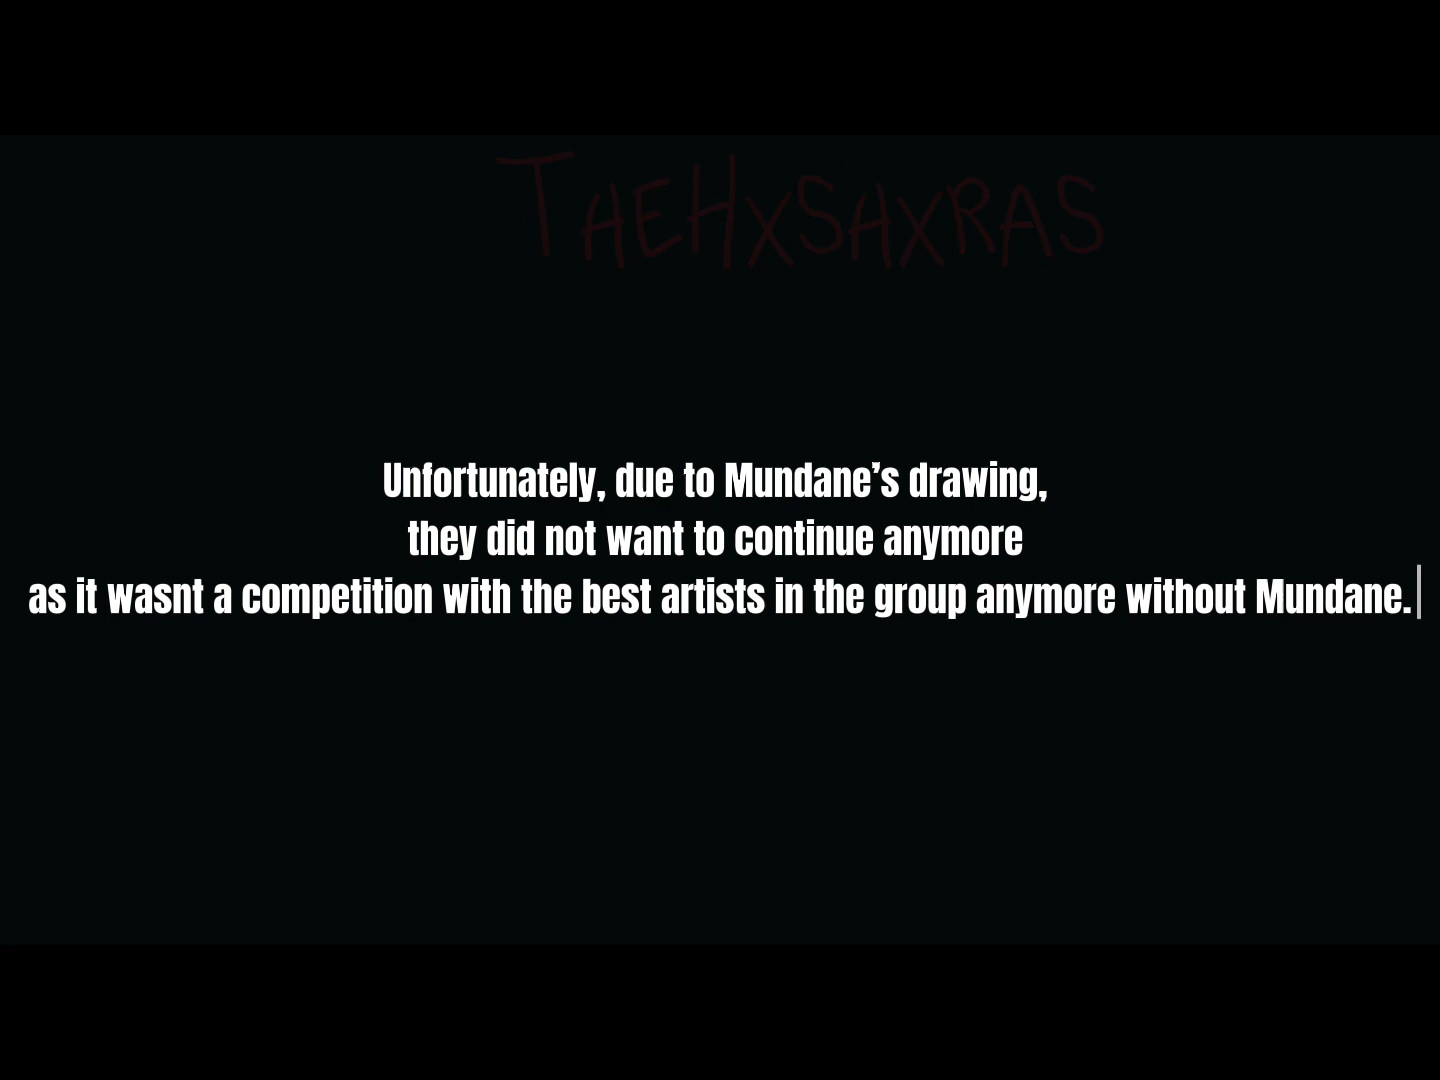 TAEHXSAXRAS
Unfortunately, due to Mundane’s drawing,
they did not want to continue anymore
as it wasnt a competition with the best artists in the group anymore without Mundane.